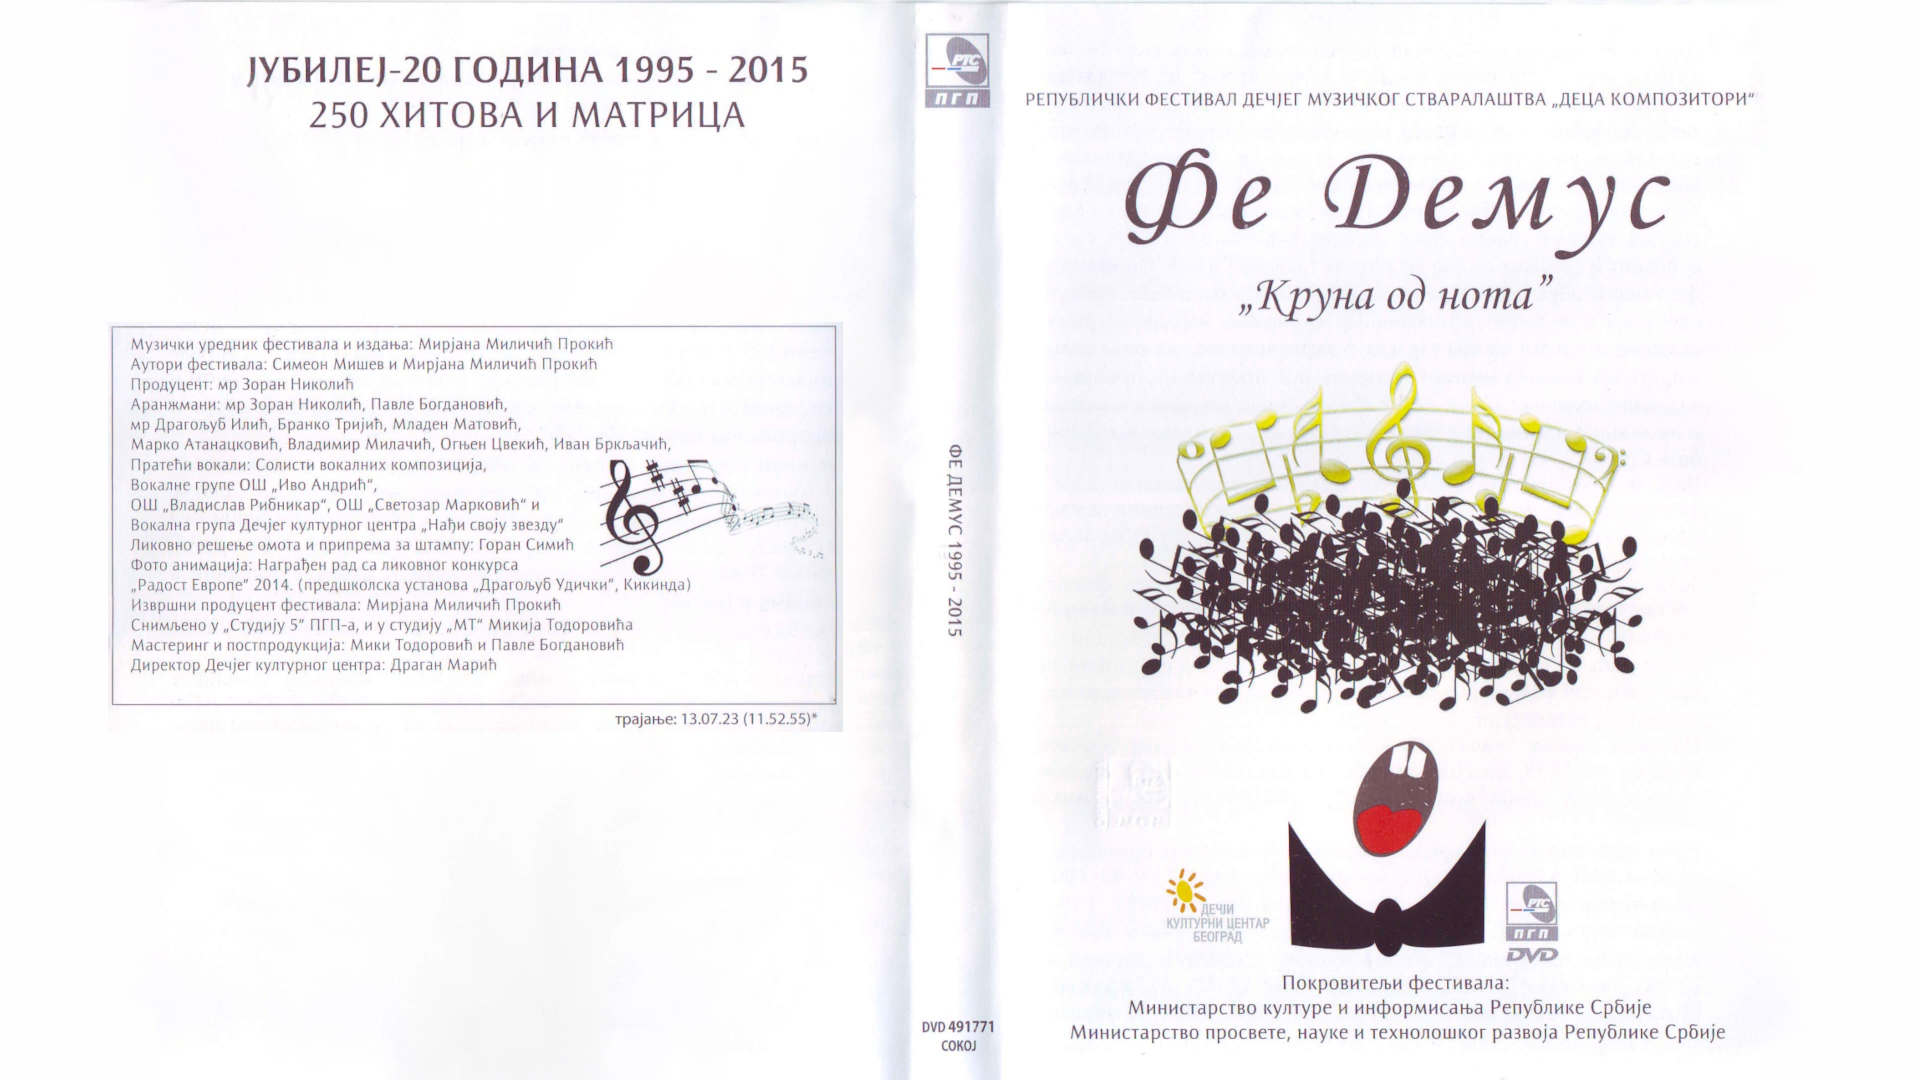 ЈУБИЛЕЈ-20 ГОДИНА 1995 - 2015
250 ХИТОВА И МАТРИЦА
Музички уредник фестивала и издања: Мирјана Миличић Прокић
Аутори фестивала: Симеон Мишев и Мирјана Миличић Прокић
Продуцент: мр Зоран Николић
Аранжмани: мр Зоран Николић, Павле Богдановић,
мр Драгољуб Илић, Бранко Тријић, Младен Матовић,
Марко Атанацковић, Владимир Милачић, Огњен Цвекић, Иван Бркљачић,
Пратећи вокали: Солисти вокалних композиција,
Вокалне групе ОШ „Иво Андрић“,
ОШ „Владислав Рибникар“, ОШ „Светозар Марковић“ и
Вокална група Дечјег културног центра „Нађи своју звезду“
Ликовно решење омота и припрема за штампу: Горан Симић
Фото анимација: Награђен рад са ликовног конкурса
„Радост Европе” 2014. (предшколска установа „Драгољуб Удички”, Кикинда)
Извршни продуцент фестивала: Мирјана Миличић Прокић
Снимљено у „Студију 5” ПГП-а, и у студију „МТ“ Микија Тодоровића
Мастеринг и постпродукција: Мики Тодоровић и Павле Богдановић
Директор Дечјег културног центра: Драган Марић
трајање: 13.07.23 (11.52.55)*
РТС
ПГП
ФЕ ДЕМУС 1995 - 2015
DVD 491771
СОКОЈ
РЕПУБЛИЧКИ ФЕСТИВАЛ ДЕЧЈЕГ МУЗИЧКОГ СТВАРАЛАШТВА „ДЕЦА КОМПОЗИТОРИ“
Фе Демус
„Круна од нота”
ДЕЧЈИ
КУЛТУРНИ ЦЕНТАР
БЕОГРАД
РТС
ПГП
DVD
Покровитељи фестивала:
Министарство културе и информисања Републике Србије
Министарство просвете, науке и технолошког развоја Републике Србије